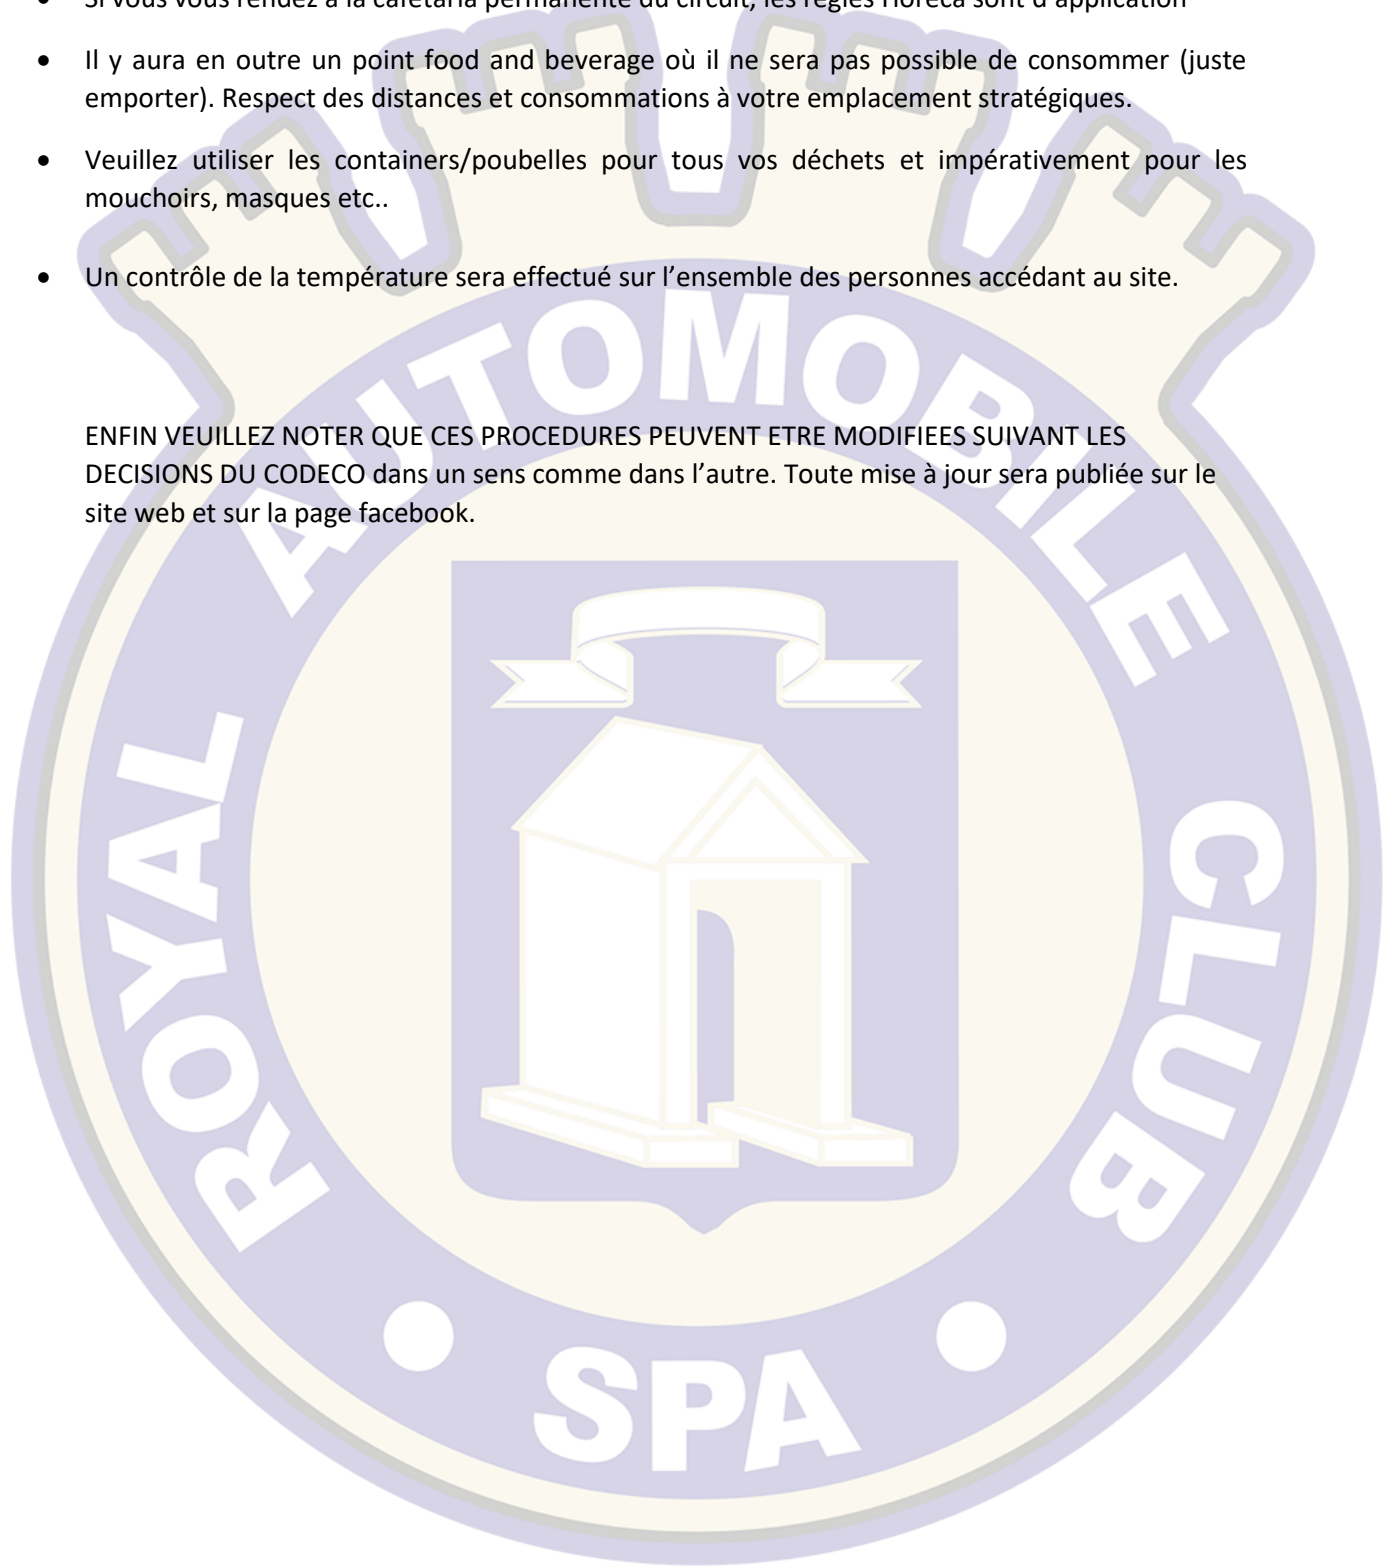 • Si vous vous rendez à la cafétaria permanente du circuit, les règles Horeca sont d'application
• Il y aura en outre un point food and beverage où il ne sera pas possible de consommer (juste
emporter). Respect des distances et consommations à votre emplacement stratégiques.
• Veuillez utiliser les containers/poubelles pour tous vos déchets et impérativement pour les
mouchoirs, masques etc..
• Un contrôle de la température sera effectué sur l’ensemble des personnes accédant au site.
ENFIN VEUILLEZ NOTER QUE CES PROCEDURES PEUVENT ETRE MODIFIEES SUIVANT LES
DECISIONS DU CODECO dans un sens comme dans l’autre. Toute mise à jour sera publiée sur le
site web et sur la page facebook.
ROYAL AUTOMOBILE CLUB
SPA